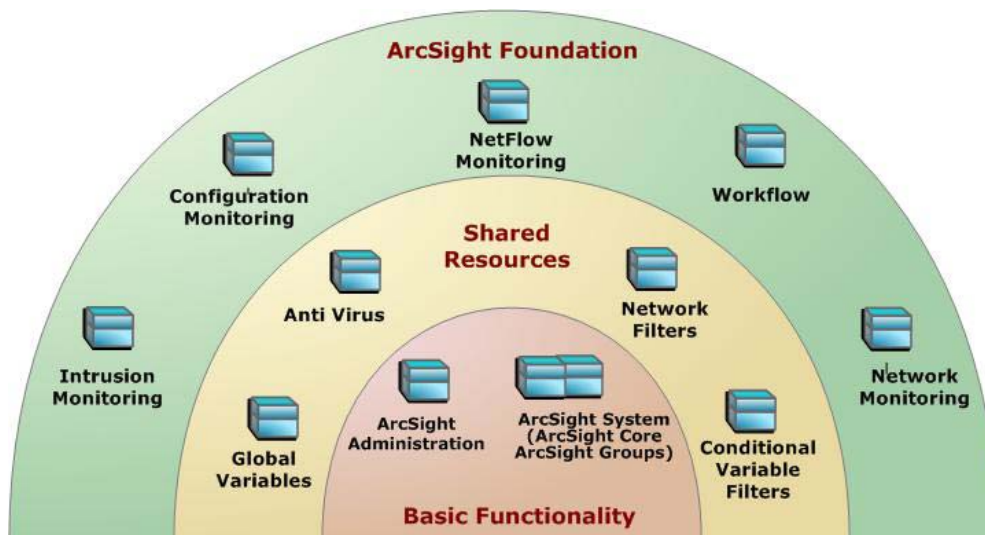 ArcSight Foundation
NetFlow
Monitoring
Configuration
Monitoring
Workflow
Intrusion
Monitoring
Network
Monitoring
Shared
Resources
Anti Virus
Network
Filters
Global
Variables
Conditional
Variable
Filters
ArcSight
Administration
ArcSight System
(ArcSight Core
ArcSight Groups)
Basic Functionality